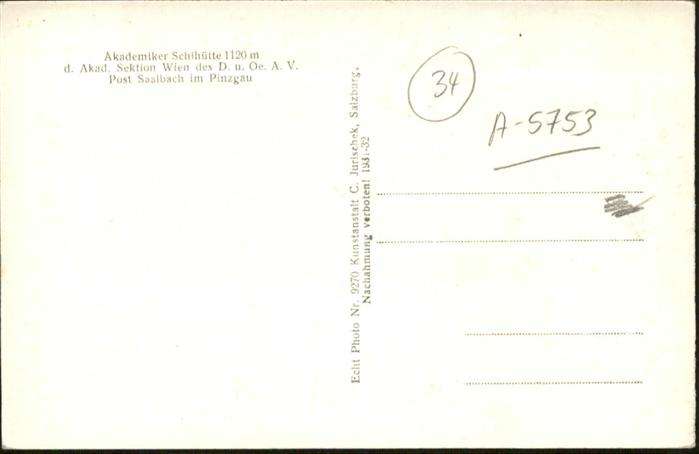 Akademiker Schihütte 1120 m
d. Akad. Sektion Wien des D. u. Oe. A. V.
Post Saalbach im Pinzgau
Echt Photo Nr. 9270 Kunstanstalt C. Jurischek, Salzburg.
Nachahmung verboten! 1931-32
34
A-5753